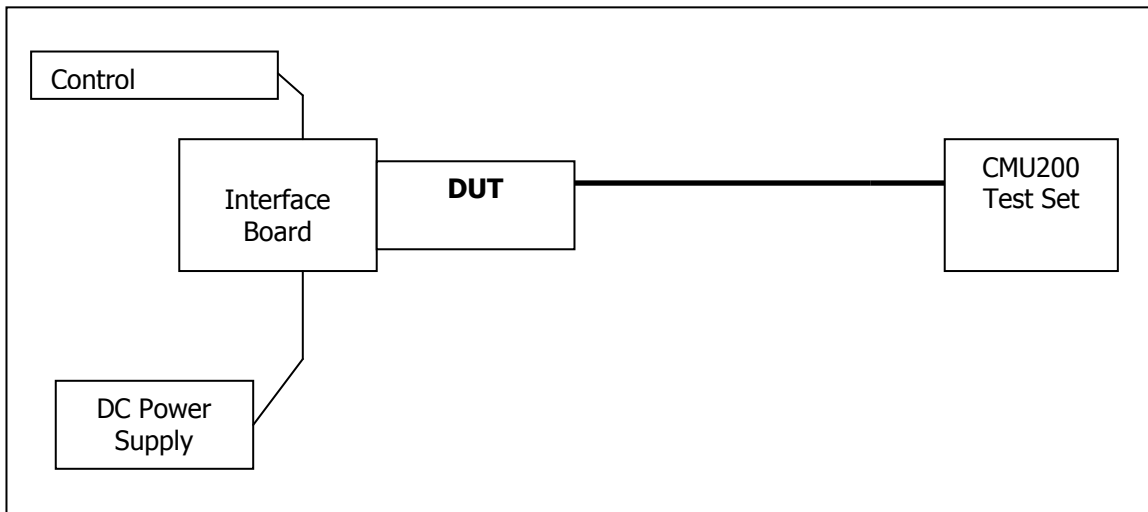 Control
Interface
Board
DUT
CMU200
Test Set
DC Power
Supply